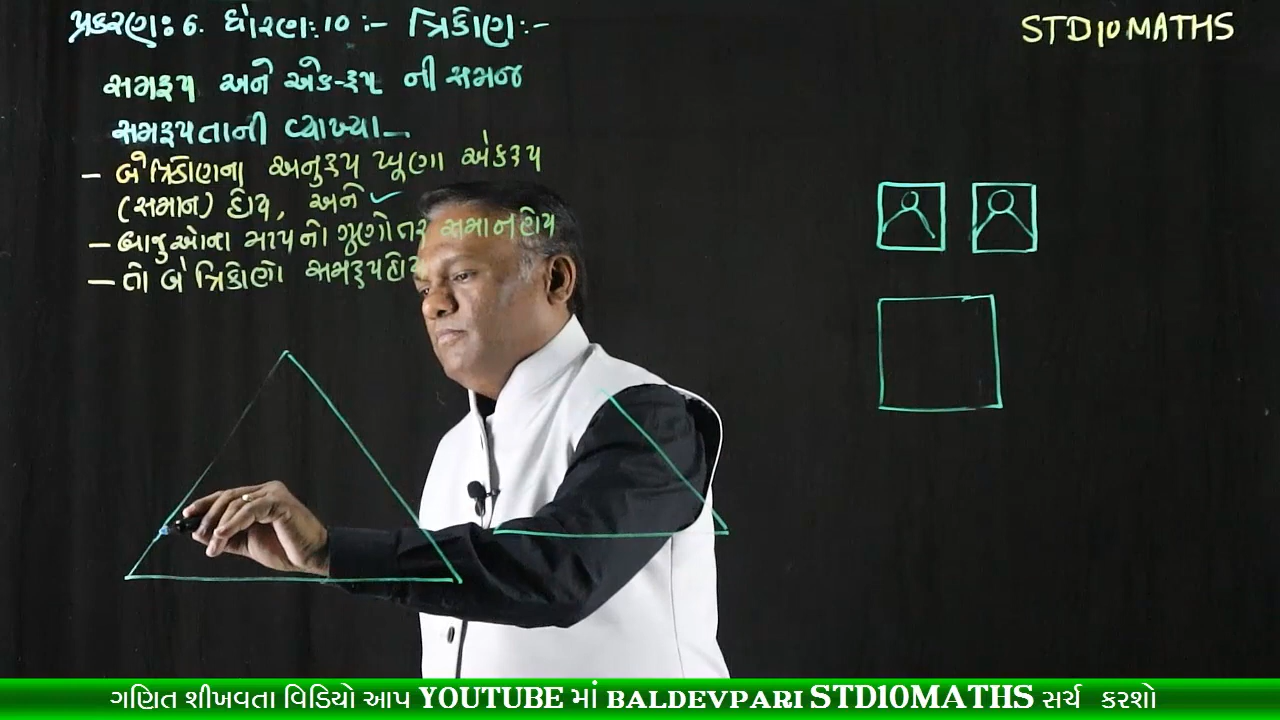 પ્રકરણઃ 6. ધોરણઃ 10 :- ત્રિકોણ:-
STD10MATHS
સમરૂપ અને એક-રૂપ ની સમજ
સમરૂપતાની વ્યાખ્યા -
- બે ત્રિકોણના અનુરૂપ ખૂણા એકરૂપ
(સમાન) હોય, અને
- બાજુઓના માપનો ગુણોતર સમાન હોય
- તો બે ત્રિકોણો સમરૂપ હોય
ગણિત શીખવતા વિડિયો આપ YOUTUBE માં BALDEVPARI STD10MATHS સર્ચ કરશો